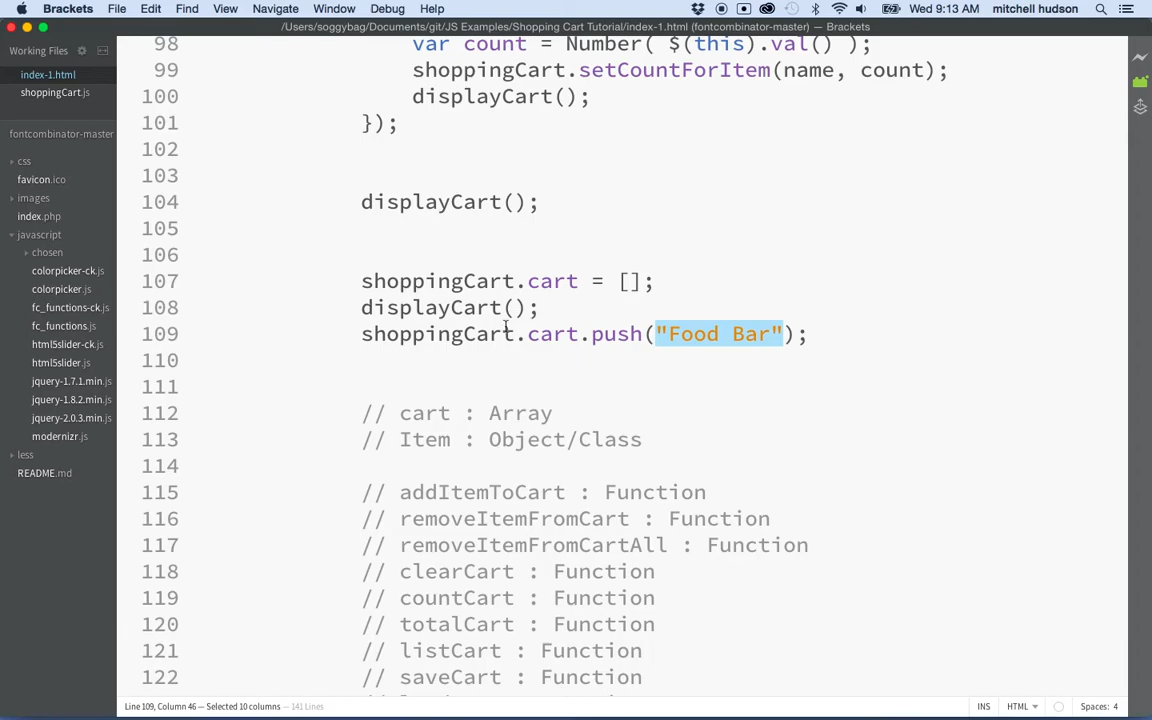 Brackets File Edit Find View Navigate Window Debug Help Wed 9:13 AM mitchell hudson
/Users/soggybag/Documents/git/JS Examples/Shopping Cart Tutorial/index-1.html (fontcombinator-master) — Brackets
Working Files
index-1.html
shoppingCart.js
fontcombinator-master
css
favicon.ico
images
index.php
javascript
chosen
colorpicker-ck.js
colorpicker.js
fc_functions-ck.js
fc_functions.js
html5slider-ck.js
html5slider.js
jquery-1.7.1.min.js
jquery-1.8.2.min.js
jquery-2.0.3.min.js
modernizr.js
less
README.md
98 var count = Number( $(this).val() );
99 shoppingCart.setCountForItem(name, count);
100 displayCart();
101 });
102
103
104 displayCart();
105
106
107 shoppingCart.cart = [];
108 displayCart();
109 shoppingCart.cart.push("Food Bar");
110
111
112 // cart : Array
113 // Item : Object/Class
114
115 // addItemToCart : Function
116 // removeItemFromCart : Function
117 // removeItemFromCartAll : Function
118 // clearCart : Function
119 // countCart : Function
120 // totalCart : Function
121 // listCart : Function
122 // saveCart : Function
Line 109, Column 46 — Selected 10 columns — 141 Lines INS HTML Spaces: 4